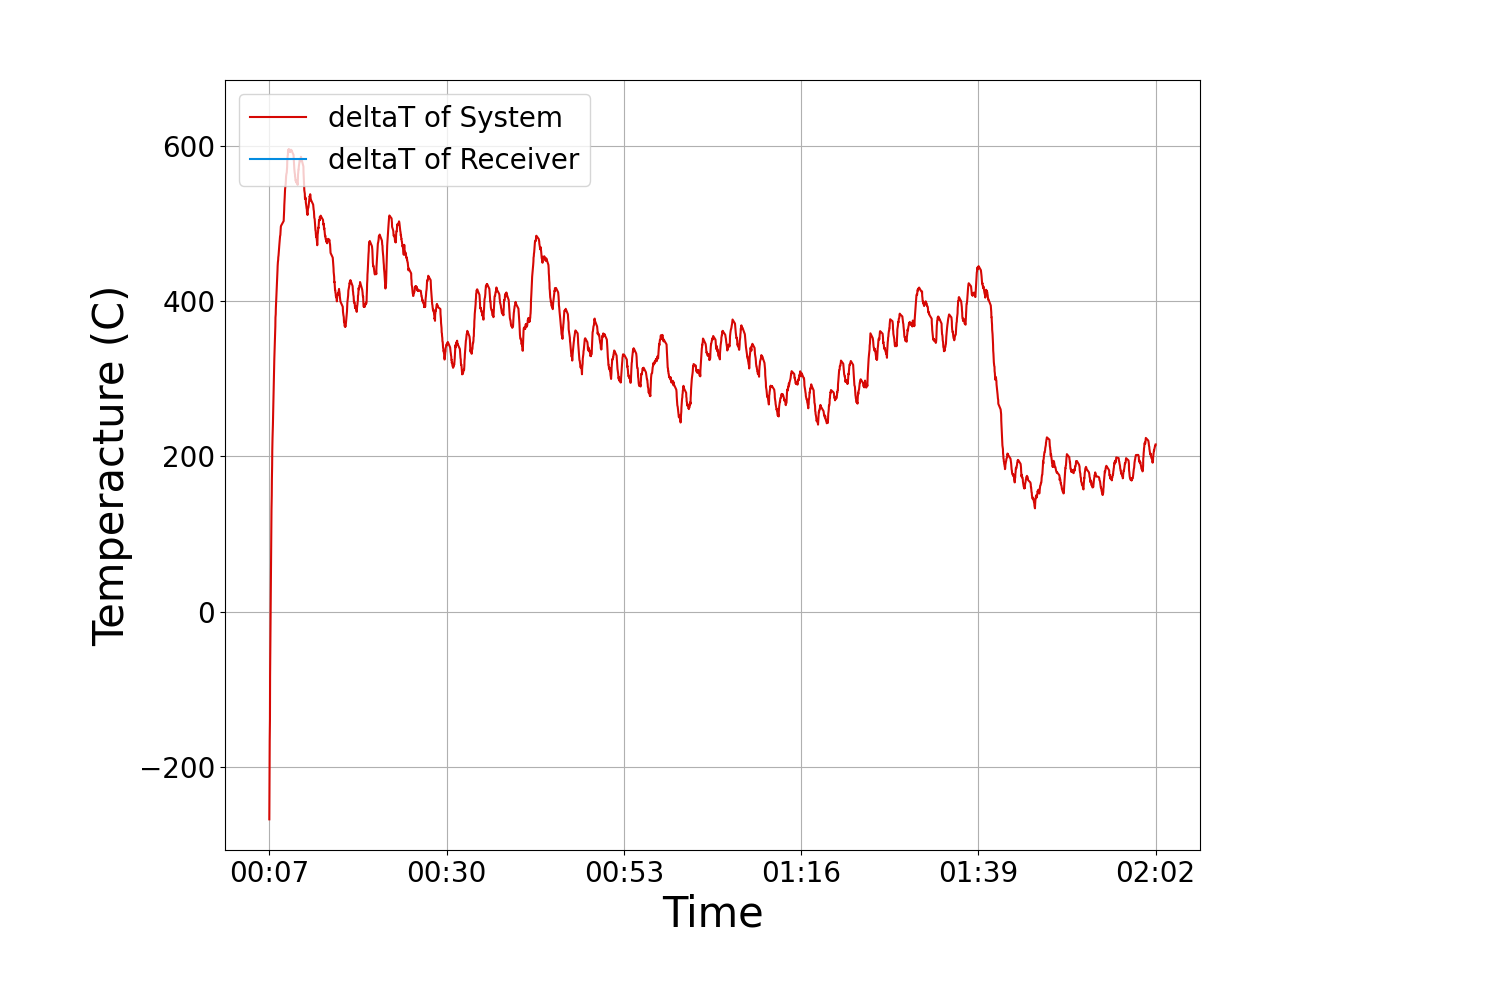 deltaT of System
deltaT of Receiver
600
400
200
0
−200
Temperacture (C)
00:07 00:30 00:53 01:16 01:39 02:02
Time